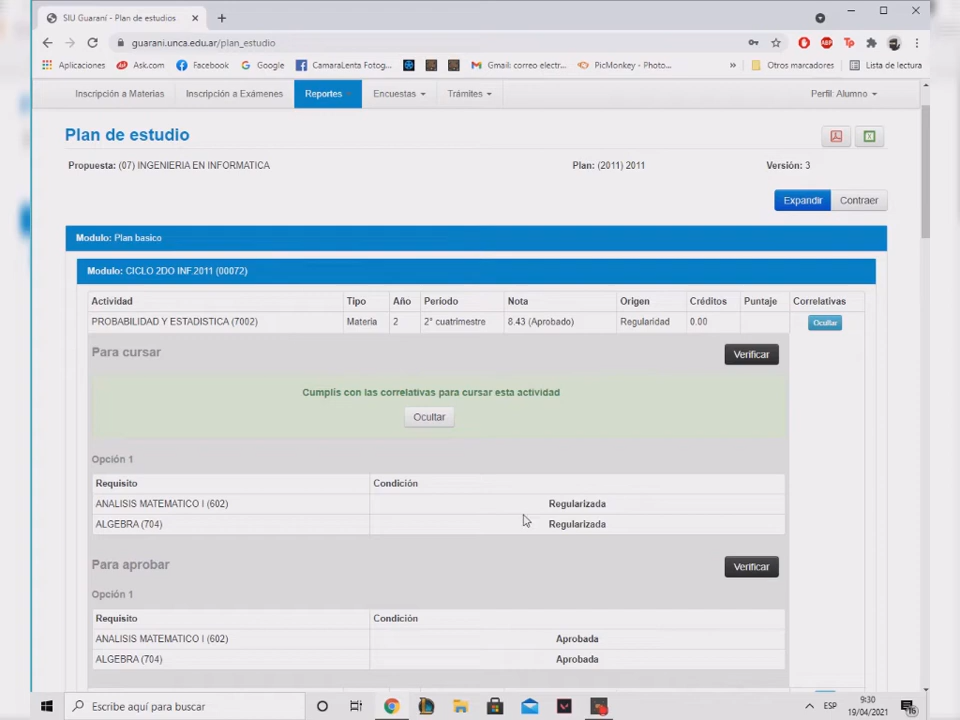 SIU Guaraní - Plan de estudios
guarani.unca.edu.ar/plan_estudio
Aplicaciones Ask.com Facebook Google CamaraLenta Fotog... Gmail: correo electr... PicMonkey - Photo... » Otros marcadores Lista de lectura
Inscripción a Materias Inscripción a Exámenes Reportes Encuestas Trámites Perfil: Alumno
Plan de estudio
Propuesta: (07) INGENIERIA EN INFORMATICA Plan: (2011) 2011 Versión: 3
Expandir Contraer
Modulo: Plan basico
Modulo: CICLO 2DO INF.2011 (00072)
Actividad Tipo Año Período Nota Origen Créditos Puntaje Correlativas
PROBABILIDAD Y ESTADISTICA (7002) Materia 2 2° cuatrimestre 8.43 (Aprobado) Regularidad 0.00 Ocultar
Para cursar Verificar
Cumplís con las correlativas para cursar esta actividad
Ocultar
Opción 1
Requisito Condición
ANALISIS MATEMATICO I (602) Regularizada
ALGEBRA (704) Regularizada
Para aprobar Verificar
Opción 1
Requisito Condición
ANALISIS MATEMATICO I (602) Aprobada
ALGEBRA (704) Aprobada
Escribe aquí para buscar ESP 9:30
19/04/2021